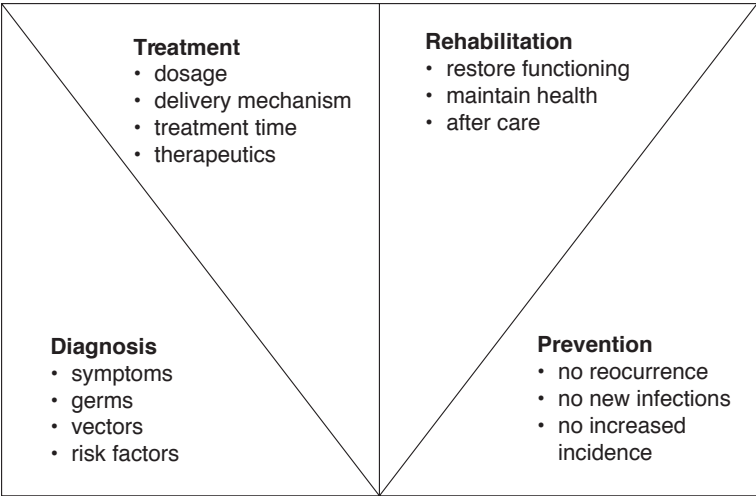 Treatment
• dosage
• delivery mechanism
• treatment time
• therapeutics
Rehabilitation
• restore functioning
• maintain health
• after care
Diagnosis
• symptoms
• germs
• vectors
• risk factors
Prevention
• no reocurrence
• no new infections
• no increased
incidence